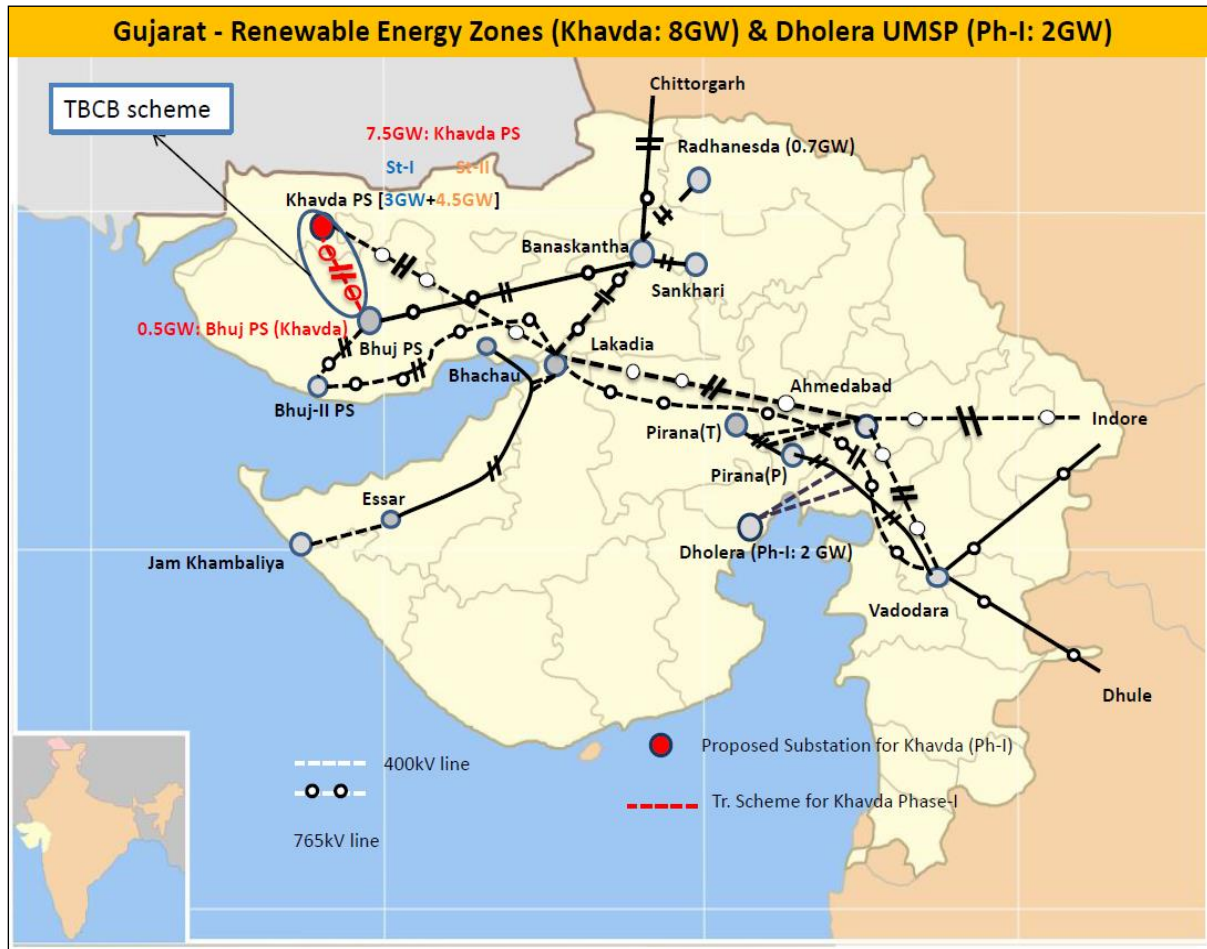 Gujarat - Renewable Energy Zones (Khavda: 8GW) & Dholera UMSP (Ph-I: 2GW)
Chittorgarh
TBCB scheme
7.5GW: Khavda PS
Radhanesda (0.7GW)
St-I St-II
Khavda PS [3GW+4.5GW]
Banaskantha
Sankhari
0.5GW: Bhuj PS (Khavda)
Bhuj PS
Lakadia
Bhachau
Ahmedabad
Bhuj-II PS
Indore
Pirana(T)
Pirana(P)
Essar
Dholera (Ph-I: 2 GW)
Jam Khambaliya
Vadodara
Dhule
Proposed Substation for Khavda (Ph-I)
400kV line
Tr. Scheme for Khavda Phase-I
765kV line